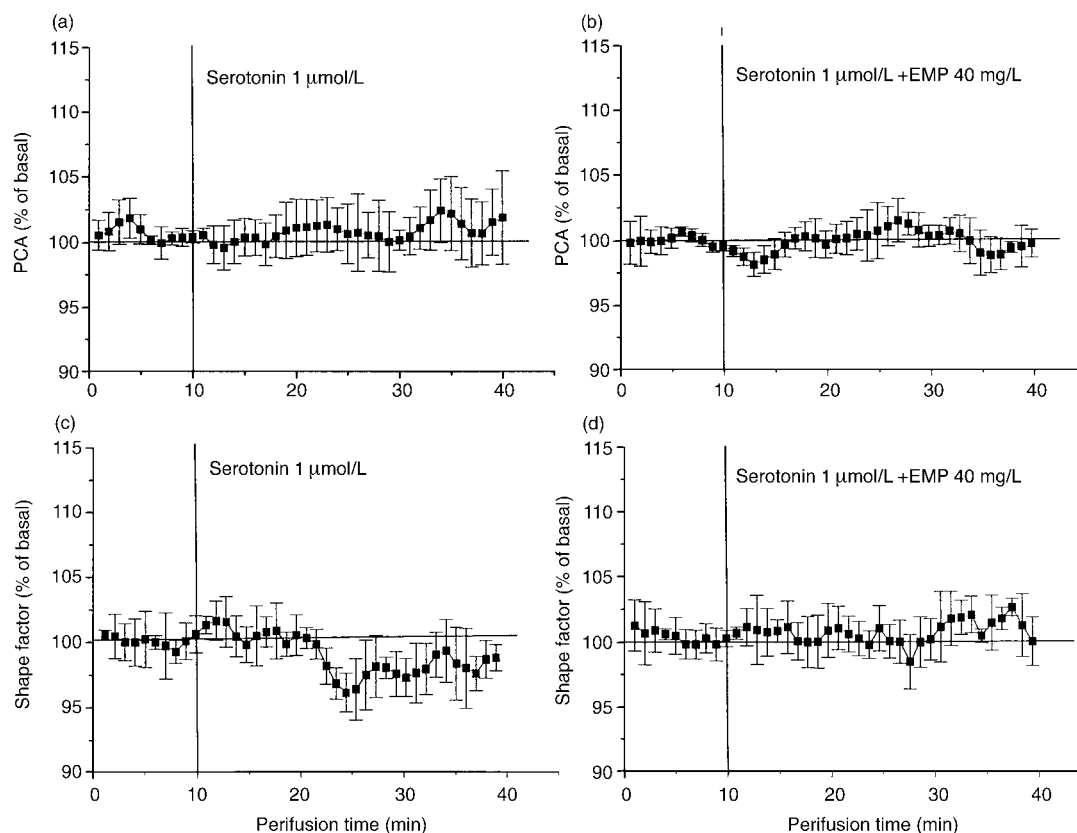 (a)
115
110
105
100
95
90
PCA (% of basal)
Serotonin 1 μmol/L
0 10 20 30 40
(b)
115
110
105
100
95
90
PCA (% of basal)
Serotonin 1 μmol/L +EMP 40 mg/L
0 10 20 30 40
(c)
115
110
105
100
95
90
Shape factor (% of basal)
Serotonin 1 μmol/L
0 10 20 30 40
Perifusion time (min)
(d)
115
110
105
100
95
90
Shape factor (% of basal)
Serotonin 1 μmol/L +EMP 40 mg/L
0 10 20 30 40
Perifusion time (min)